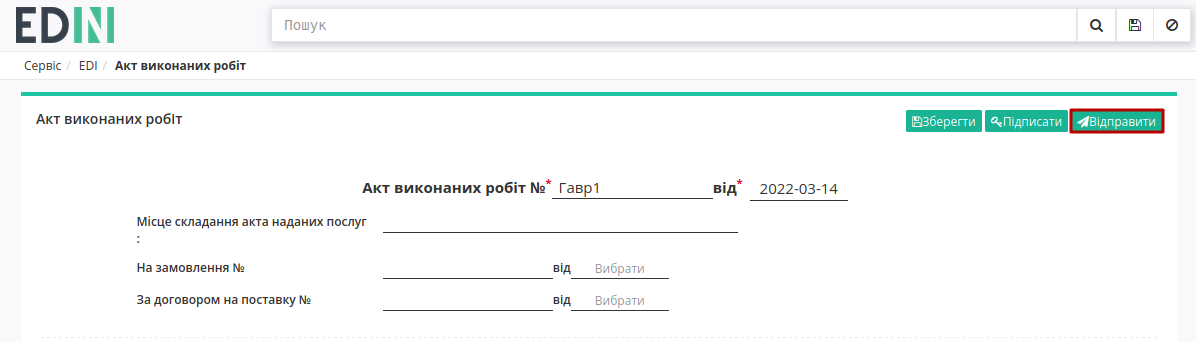 EDIN
Пошук
Сервіс / EDI / Акт виконаних робіт
Акт виконаних робіт
Зберегти Підписати Відправити
Акт виконаних робіт №* Гавр1 від* 2022-03-14
Місце складання акта наданих послуг
:
На замовлення № від Вибрати
За договором на поставку № від Вибрати